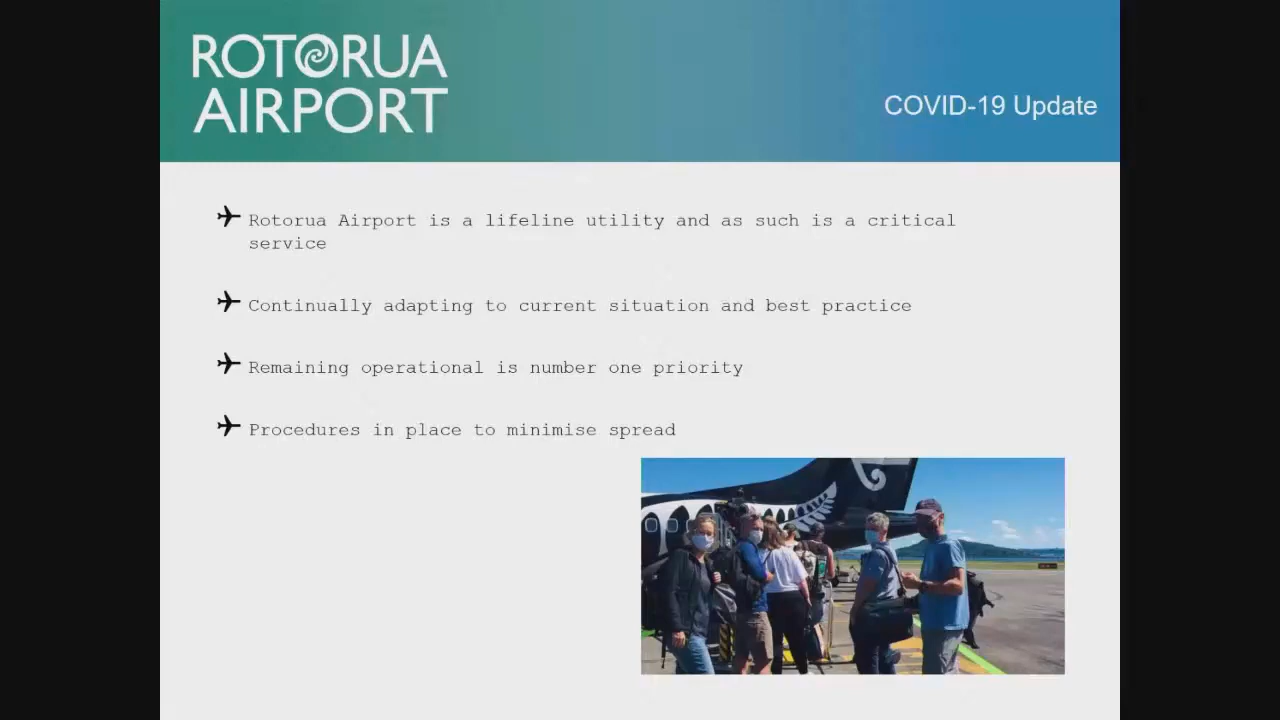 ROTORUA
AIRPORT
COVID-19 Update
Rotorua Airport is a lifeline utility and as such is a critical
service
Continually adapting to current situation and best practice
Remaining operational is number one priority
Procedures in place to minimise spread